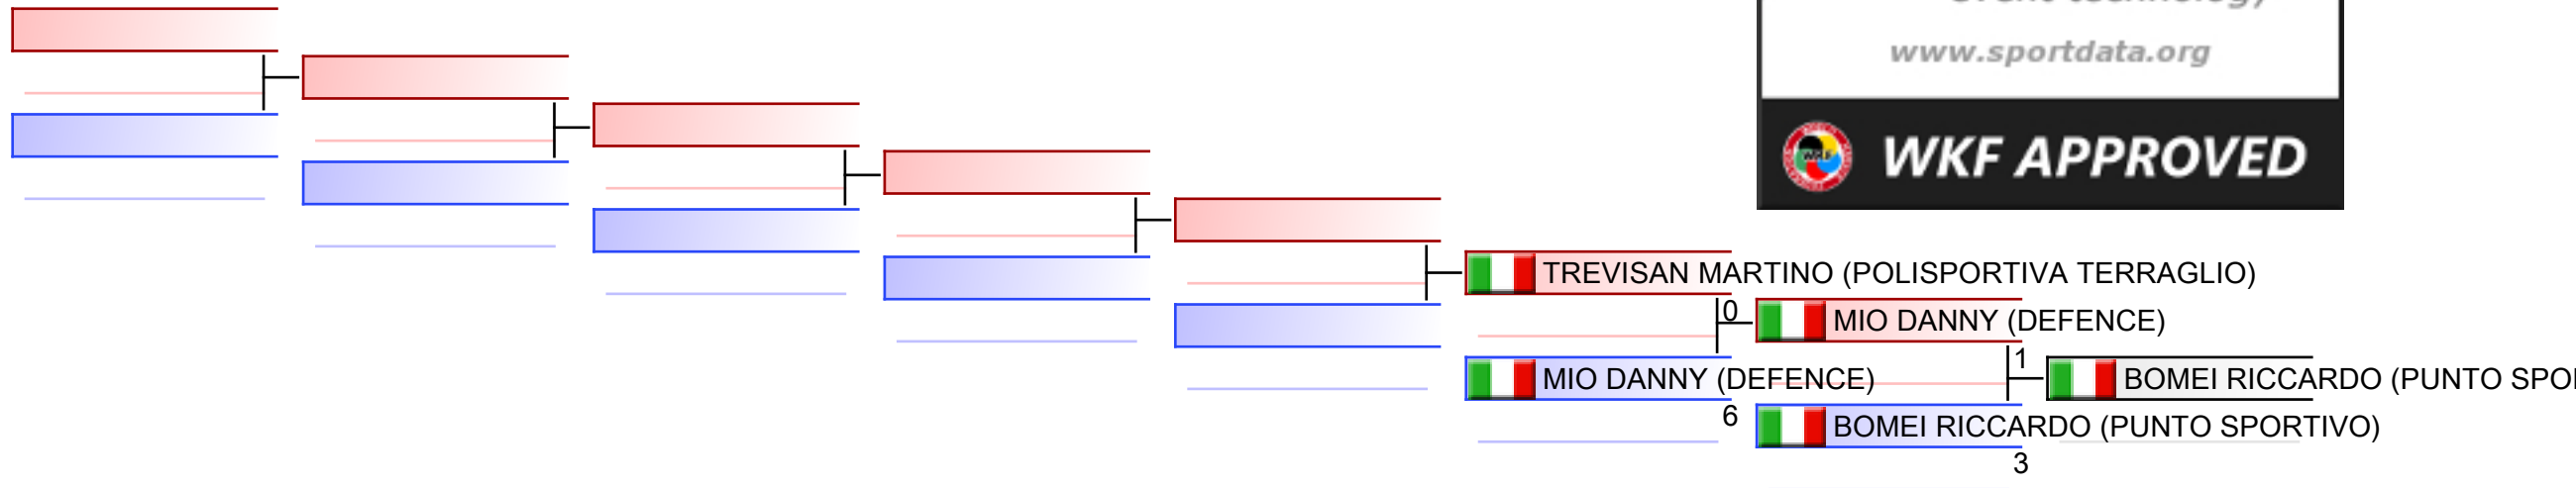 www.sportdata.org
WKF APPROVED
TREVISAN MARTINO (POLISPORTIVA TERRAGLIO)
0
MIO DANNY (DEFENCE)
1
MIO DANNY (DEFENCE)
BOMEI RICCARDO (PUNTO
6
BOMEI RICCARDO (PUNTO SPORTIVO)
3